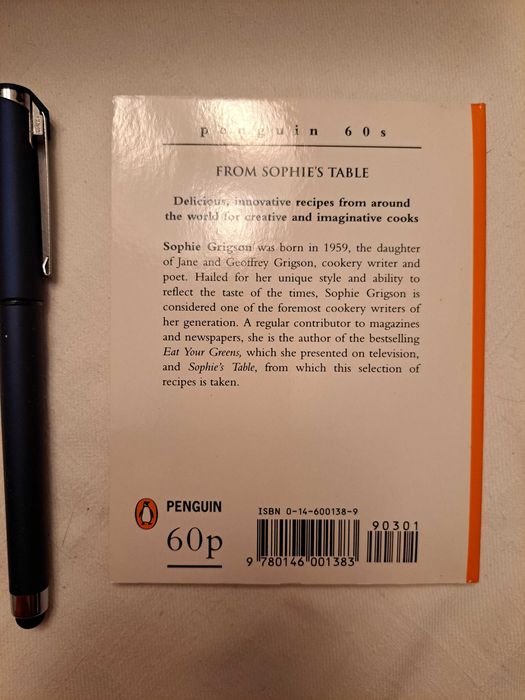 penguin 60s
FROM SOPHIE'S TABLE
Delicious, innovative recipes from around
the world for creative and imaginative cooks
Sophie Grigson was born in 1959, the daughter
of Jane and Geoffrey Grigson, cookery writer and
poet. Hailed for her unique style and ability to
reflect the taste of the times, Sophie Grigson is
considered one of the foremost cookery writers of
her generation. A regular contributor to magazines
and newspapers, she is the author of the bestselling
Eat Your Greens, which she presented on television,
and Sophie's Table, from which this selection of
recipes is taken.
PENGUIN
60p
ISBN 0-14-600138-9
90301
9 780146 001383